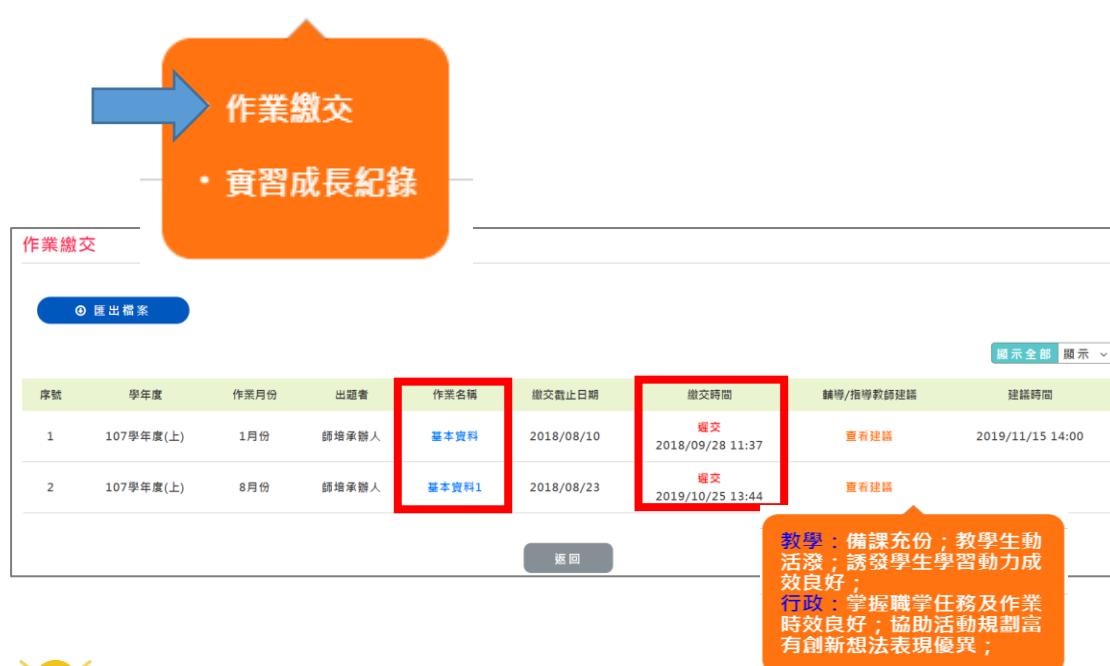 作業繳交
• 實習成長紀錄
作業繳交
匯出檔案
顯示全部 顯示
序號 學年度 作業月份 出題者 作業名稱 繳交截止日期 繳交時間 輔導/指導教師建議 建議時間
1 107學年度(上) 1月份 師培承辦人 基本資料 2018/08/10 遲交 2018/09/28 11:37 查看建議 2019/11/15 14:00
2 107學年度(上) 8月份 師培承辦人 基本資料1 2018/08/23 遲交 2019/10/25 13:44 查看建議
返回
教學：備課充份；教學生動
活潑；誘發學生學習動力成
效良好；
行政：掌握職掌任務及作業
時效良好；協助活動規劃富
有創新想法表現優異；